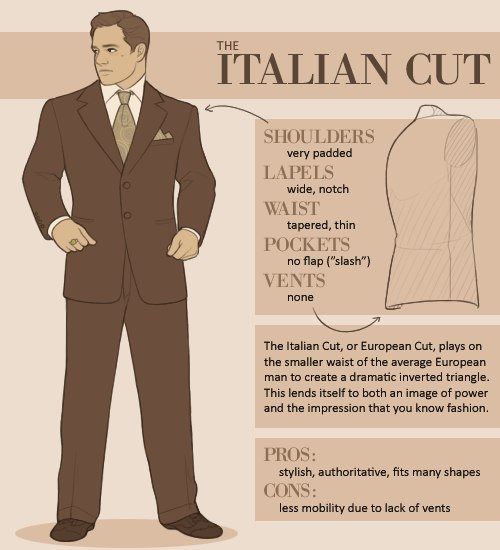 THE
ITALIAN CUT
SHOULDERS
very padded
LAPELS
wide, notch
WAIST
tapered, thin
POCKETS
no flap ("slash")
VENTS
none
The Italian Cut, or European Cut, plays on
the smaller waist of the average European
man to create a dramatic inverted triangle.
This lends itself to both an image of power
and the impression that you know fashion.
PROS:
stylish, authoritative, fits many shapes
CONS:
less mobility due to lack of vents